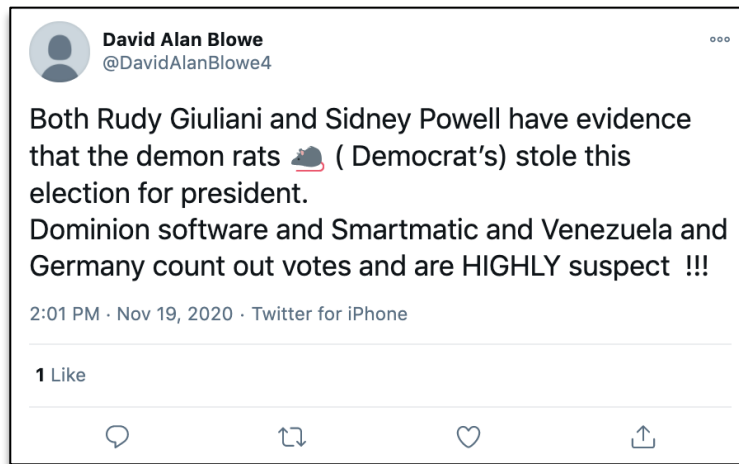 David Alan Blowe
@DavidAlanBlowe4
Both Rudy Giuliani and Sidney Powell have evidence
that the demon rats 🐀 ( Democrat's) stole this
election for president.
Dominion software and Smartmatic and Venezuela and
Germany count out votes and are HIGHLY suspect  !!!
2:01 PM · Nov 19, 2020 · Twitter for iPhone
1 Like